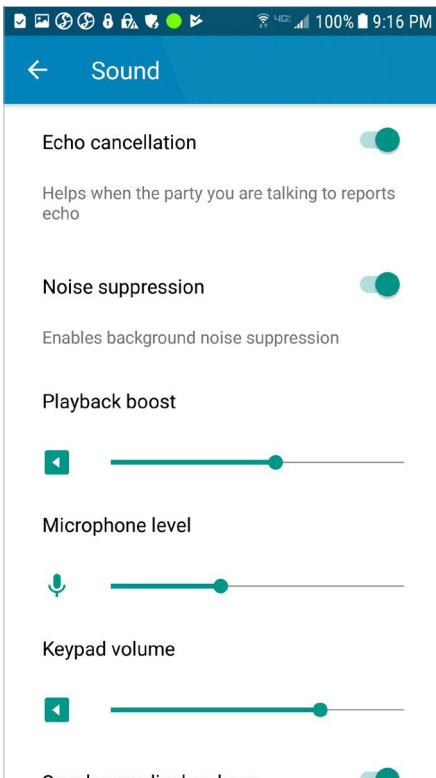 4G 100% 9:16 PM
Sound
Echo cancellation
Helps when the party you are talking to reports
echo
Noise suppression
Enables background noise suppression
Playback boost
Microphone level
Keypad volume